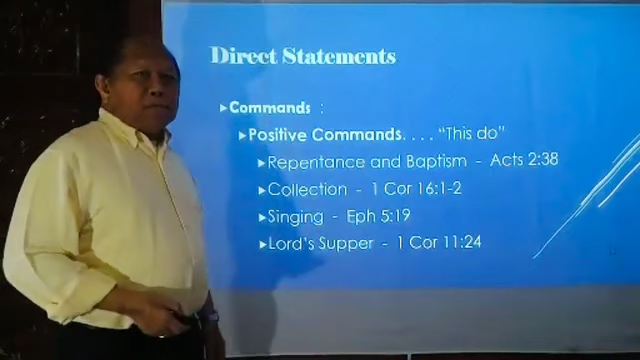 Direct Statements
▸Commands :
▸Positive Commands. . . . "This do"
▸Repentance and Baptism - Acts 2:38
▸Collection - 1 Cor 16:1-2
▸Singing - Eph 5:19
▸Lord's Supper - 1 Cor 11:24